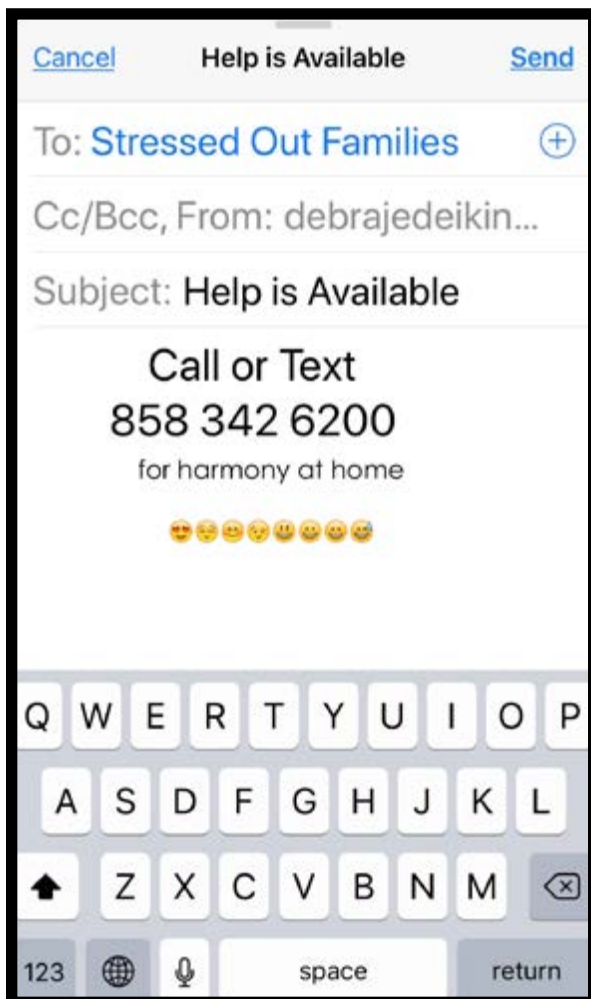 Cancel Help is Available Send
To: Stressed Out Families
Cc/Bcc, From: debrajedeikin...
Subject: Help is Available
Call or Text
858 342 6200
for harmony at home
Q W E R T Y U I O P
A S D F G H J K L
Z X C V B N M
123 space return